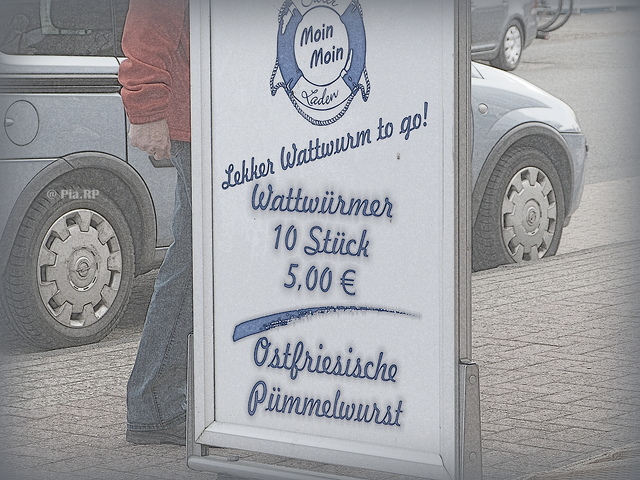 Moin
Moin
Laden
Lekker Wattwurm to go!
Wattwürmer
10 Stück
5,00 €
Ostfriesische
Pümmelwurst
@ Pia.RP